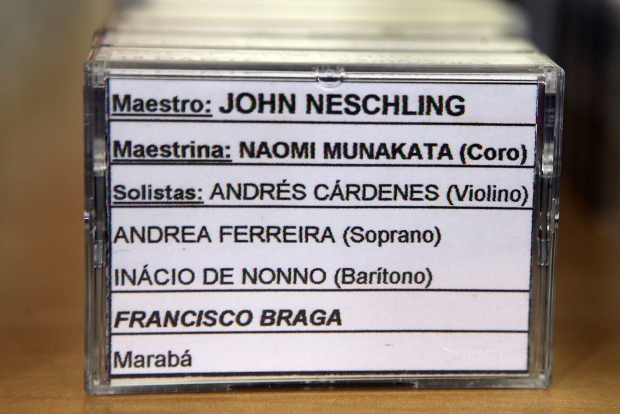 Maestro: JOHN NESCHLING
Maestrina: NAOMI MUNAKATA (Coro)
Solistas: ANDRÉS CÁRDENES (Violino)
ANDREA FERREIRA (Soprano)
INÁCIO DE NONNO (Barítono)
FRANCISCO BRAGA
Marabá